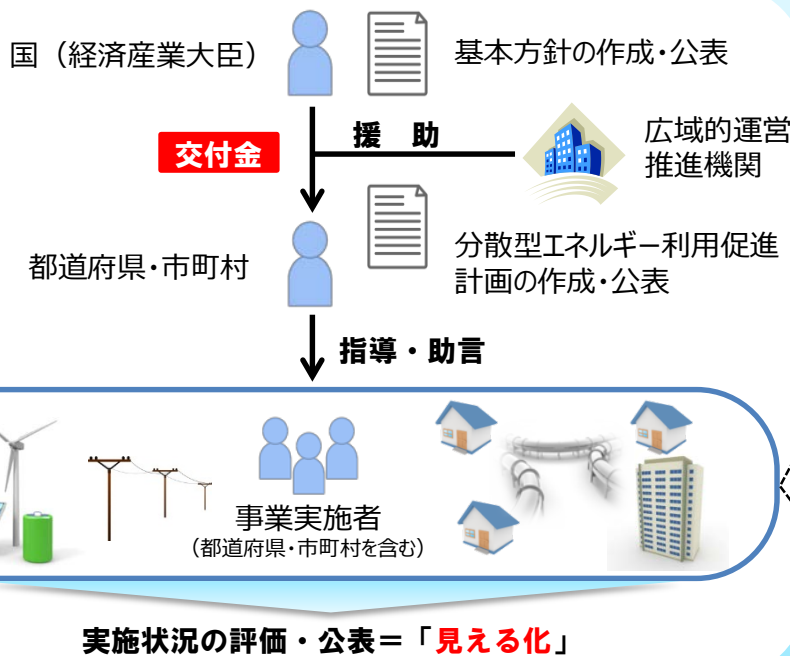 国（経済産業大臣）
基本方針の作成・公表
交付金
援　助
広域的運営
推進機関
都道府県・市町村
分散型エネルギー利用促進
計画の作成・公表
指導・助言
事業実施者
（都道府県・市町村を含む）
実施状況の評価・公表＝「見える化」